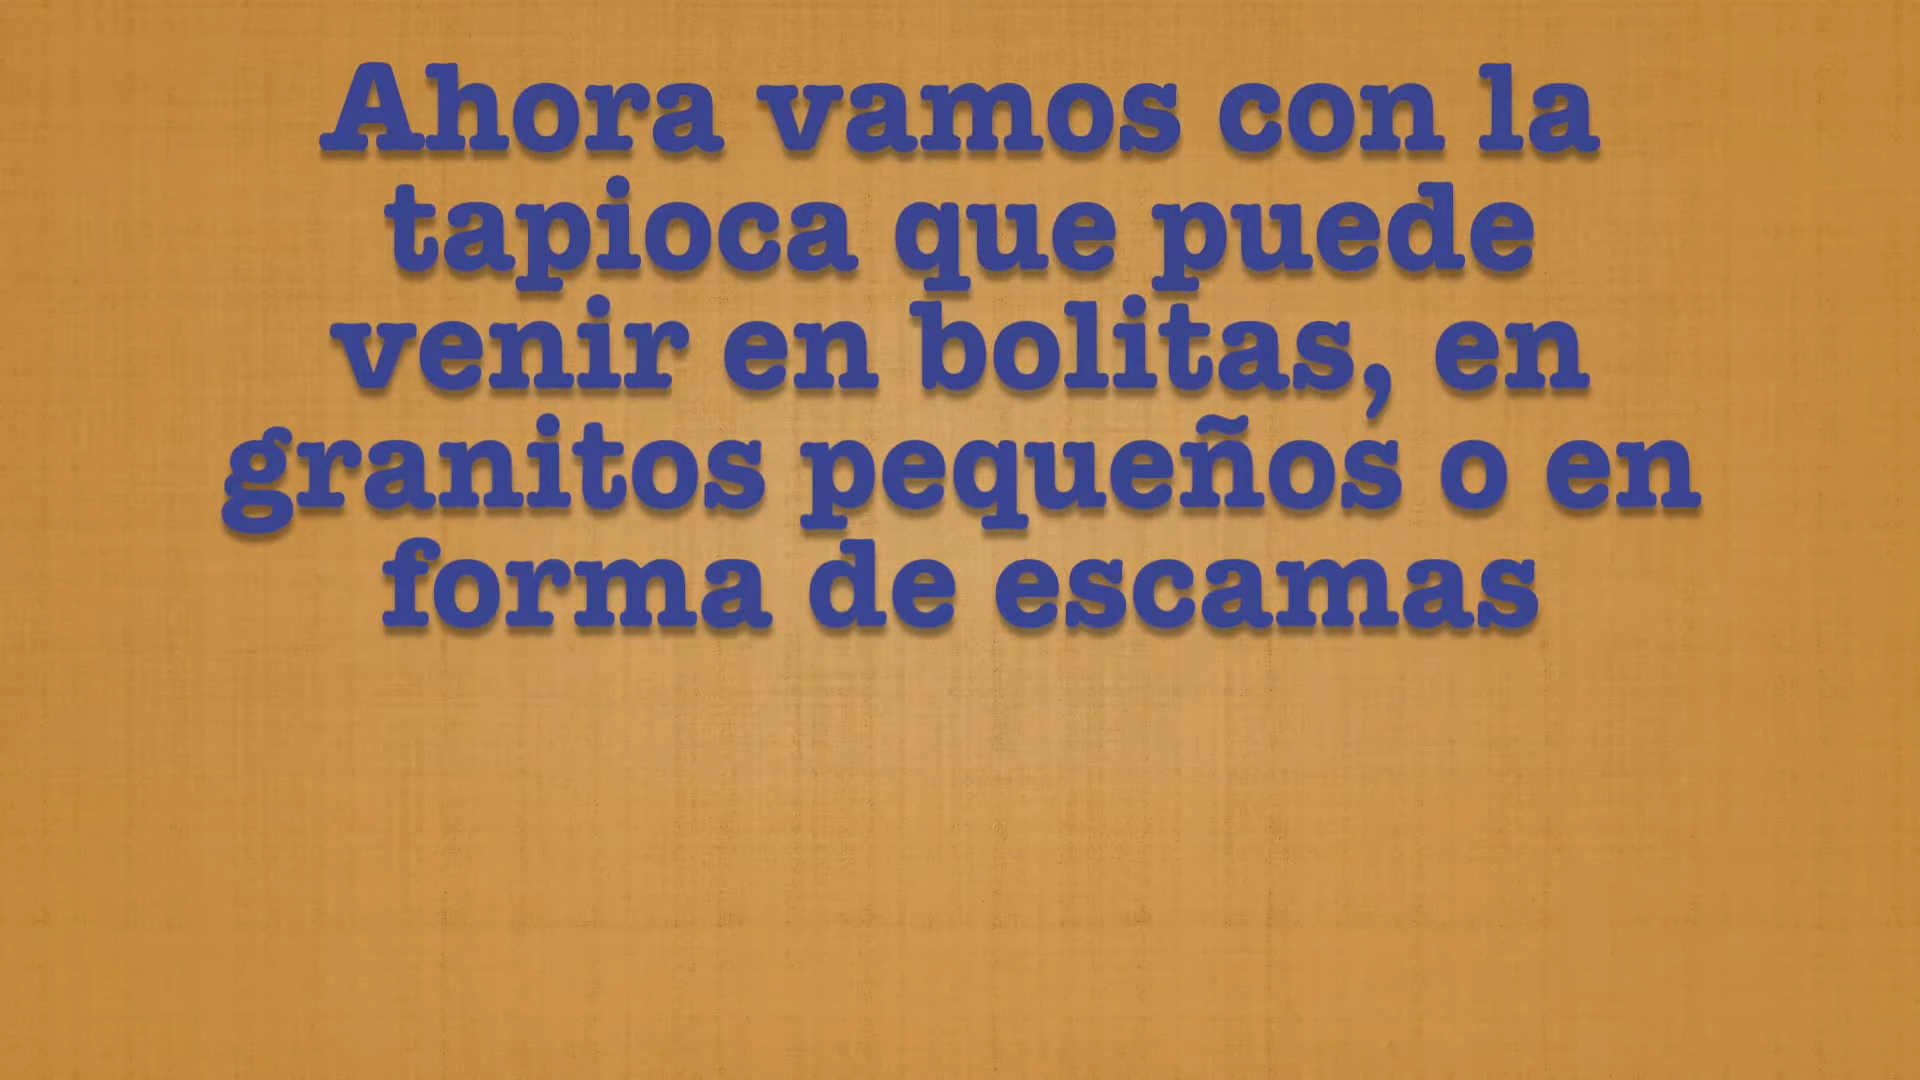 Ahora vamos con la
tapioca que puede
venir en bolitas, en
granitos pequeños o en
forma de escamas